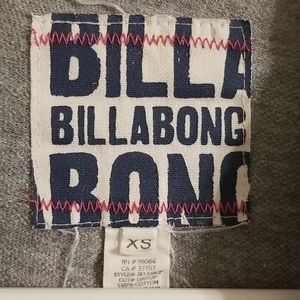 BILLA
BILLABONG
BONG
XS
RN # 99064
CA # 37757
100% COTTON